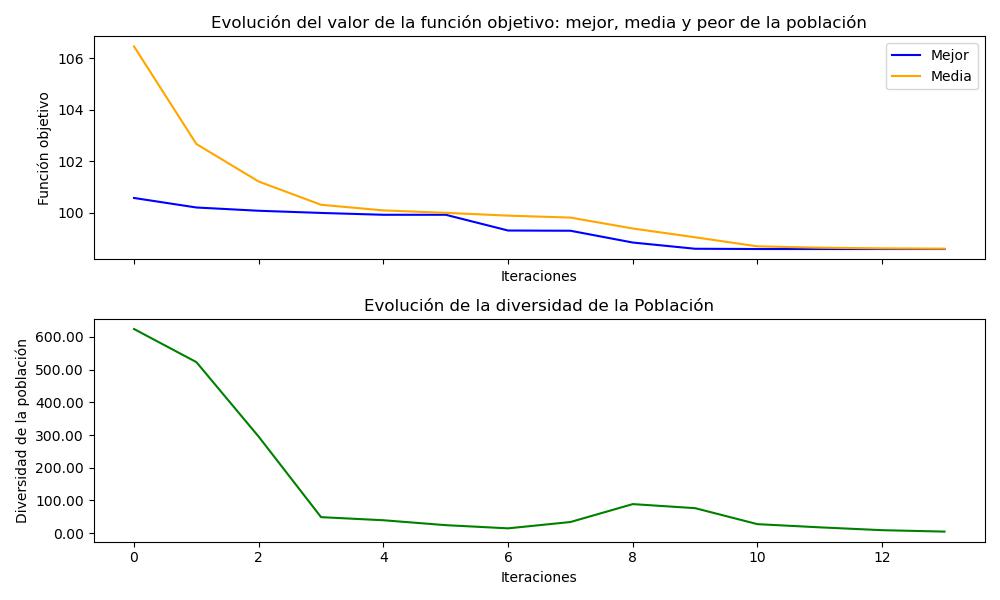 Evolución del valor de la función objetivo: mejor, media y peor de la población
Mejor
Media
Función objetivo
106
104
102
100
Iteraciones
Evolución de la diversidad de la Población
Diversidad de la población
600.00
500.00
400.00
300.00
200.00
100.00
0.00
0 2 4 6 8 10 12
Iteraciones